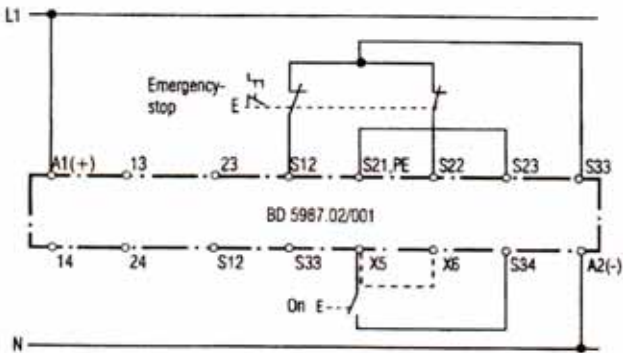 L1
Emergency-
stop
E
A1(+) 13 23 S12 S21,PE S22 S23 S33
BD 5987.02/001
14 24 S12 S33 X5 X6 S34 A2(-)
On E
N